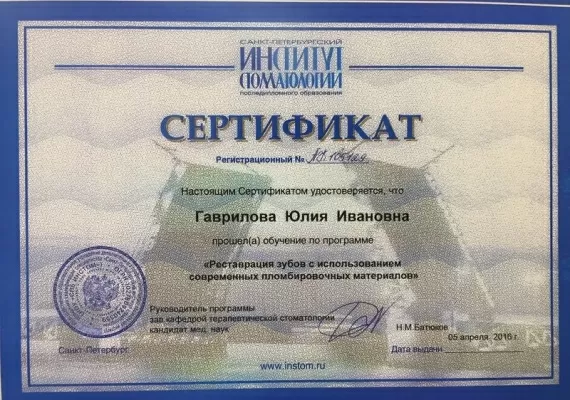 САНКТ-ПЕТЕРБУРГСКИЙ
ИНСТИТУТ
СТОМАТОЛОГИИ
последипломного образования
СЕРТИФИКАТ
Регистрационный №
Настоящим Сертификатом удостоверяется, что
Гаврилова Юлия Ивановна
прошел(а) обучение по программе
«Реставрация зубов с использованием
современных пломбировочных материалов»
Руководитель программы
зав.кафедрой терапевтической стоматологии
кандидат мед. наук
Н.М.Батюков
05 апреля 2016 г.
Санкт-Петербург
Дата выдачи
www.instom.ru